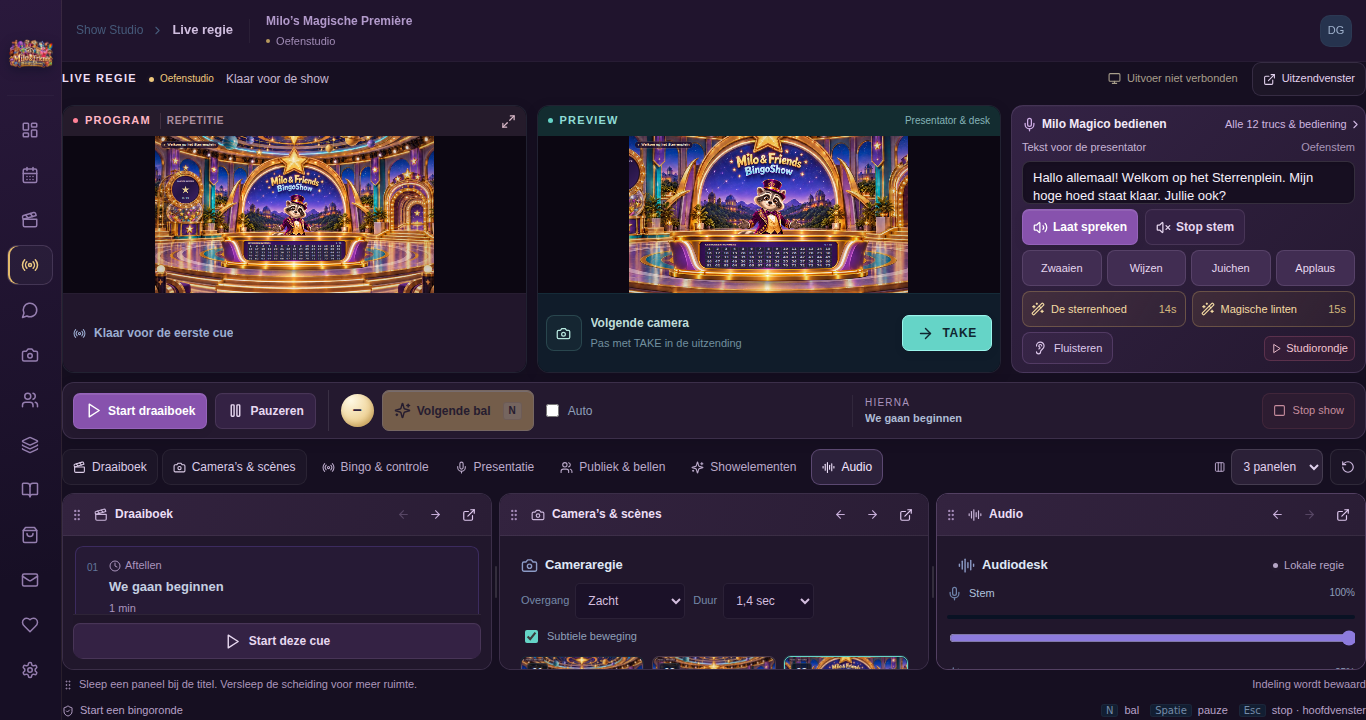 Show Studio
Live regie
Milo's Magische Première
Oefenstudio
DG
LIVE REGIE
Oefenstudio
Klaar voor de show
Uitvoer niet verbonden
Uitzendvenster
PROGRAM
REPETITIE
Milo & Friends
BingoShow
Klaar voor de eerste cue
PREVIEW
Presentator & desk
Milo & Friends
BingoShow
Volgende camera
Pas met TAKE in de uitzending
TAKE
Milo Magico bedienen
Alle 12 trucs & bediening
Tekst voor de presentator
Oefenstem
Hallo allemaal! Welkom op het Sterrenplein. Mijn
hoge hoed staat klaar. Jullie ook?
Laat spreken
Stop stem
Zwaaien
Wijzen
Juichen
Applaus
De sterrenhoed 14s
Magische linten 15s
Fluisteren
Studiorondje
Start draaiboek
Pauzeren
–
Volgende bal N
Auto
HIERNA
We gaan beginnen
Stop show
Draaiboek
Camera's & scènes
Bingo & controle
Presentatie
Publiek & bellen
Showelementen
Audio
3 panelen
Draaiboek
01
Aftellen
We gaan beginnen
1 min
Start deze cue
Camera's & scènes
Cameraregie
Overgang
Zacht
Duur
1,4 sec
Subtiele beweging
Audio
Audiodesk
Lokale regie
Stem
100%
Sleep een paneel bij de titel. Versleep de scheiding voor meer ruimte.
Indeling wordt bewaard
Start een bingoronde
N bal Spatie pauze Esc stop · hoofdvenster